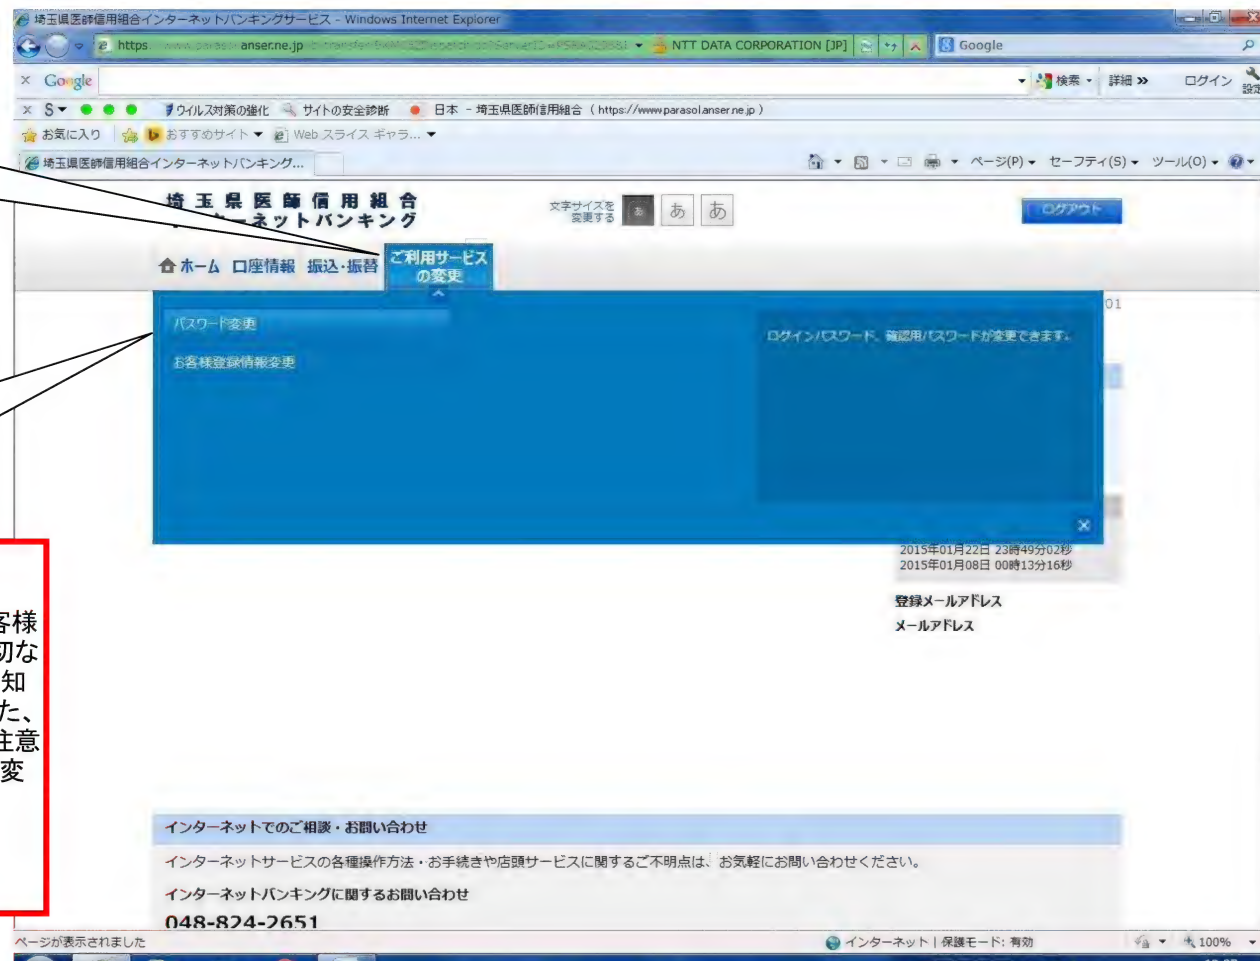 埼玉県医師信用組合インターネットバンキングサービス - Windows Internet Explorer
https anser.ne.jp NTT DATA CORPORATION [JP] Google
× Google 検索 詳細 » ログイン 設定
× S ウイルス対策の強化 サイトの安全診断 日本 - 埼玉県医師信用組合 (https://www.parasol.anser.ne.jp)
お気に入り おすすめサイト Web スライス ギャラ...
埼玉県医師信用組合インターネットバンキング... ページ(P) セーフティ(S) ツール(O)
埼玉県医師信用組合
ネットバンキング
文字サイズを
変更する
あ あ あ
ログアウト
ホーム 口座情報 振込・振替 ご利用サービス
の変更
01
パスワード変更
ログインパスワード、確認用パスワードが変更できます。
お客様登録情報変更
2015年01月22日 23時49分02秒
2015年01月08日 00時13分16秒
登録メールアドレス
メールアドレス
客様
切な
知
た、
注意
変
インターネットでのご相談・お問い合わせ
インターネットサービスの各種操作方法・お手続きや店頭サービスに関するご不明点は、お気軽にお問い合わせください。
インターネットバンキングに関するお問い合わせ
048-824-2651
ページが表示されました インターネット | 保護モード: 有効 100%